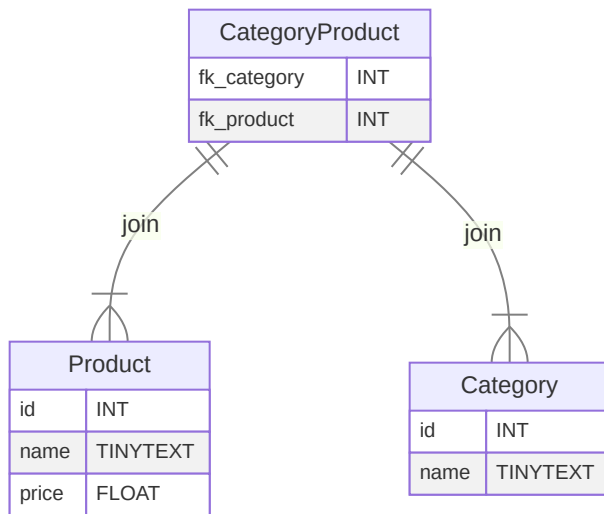 CategoryProduct
fk_category INT
fk_product INT
join
join
Product
id INT
name TINYTEXT
price FLOAT
Category
id INT
name TINYTEXT